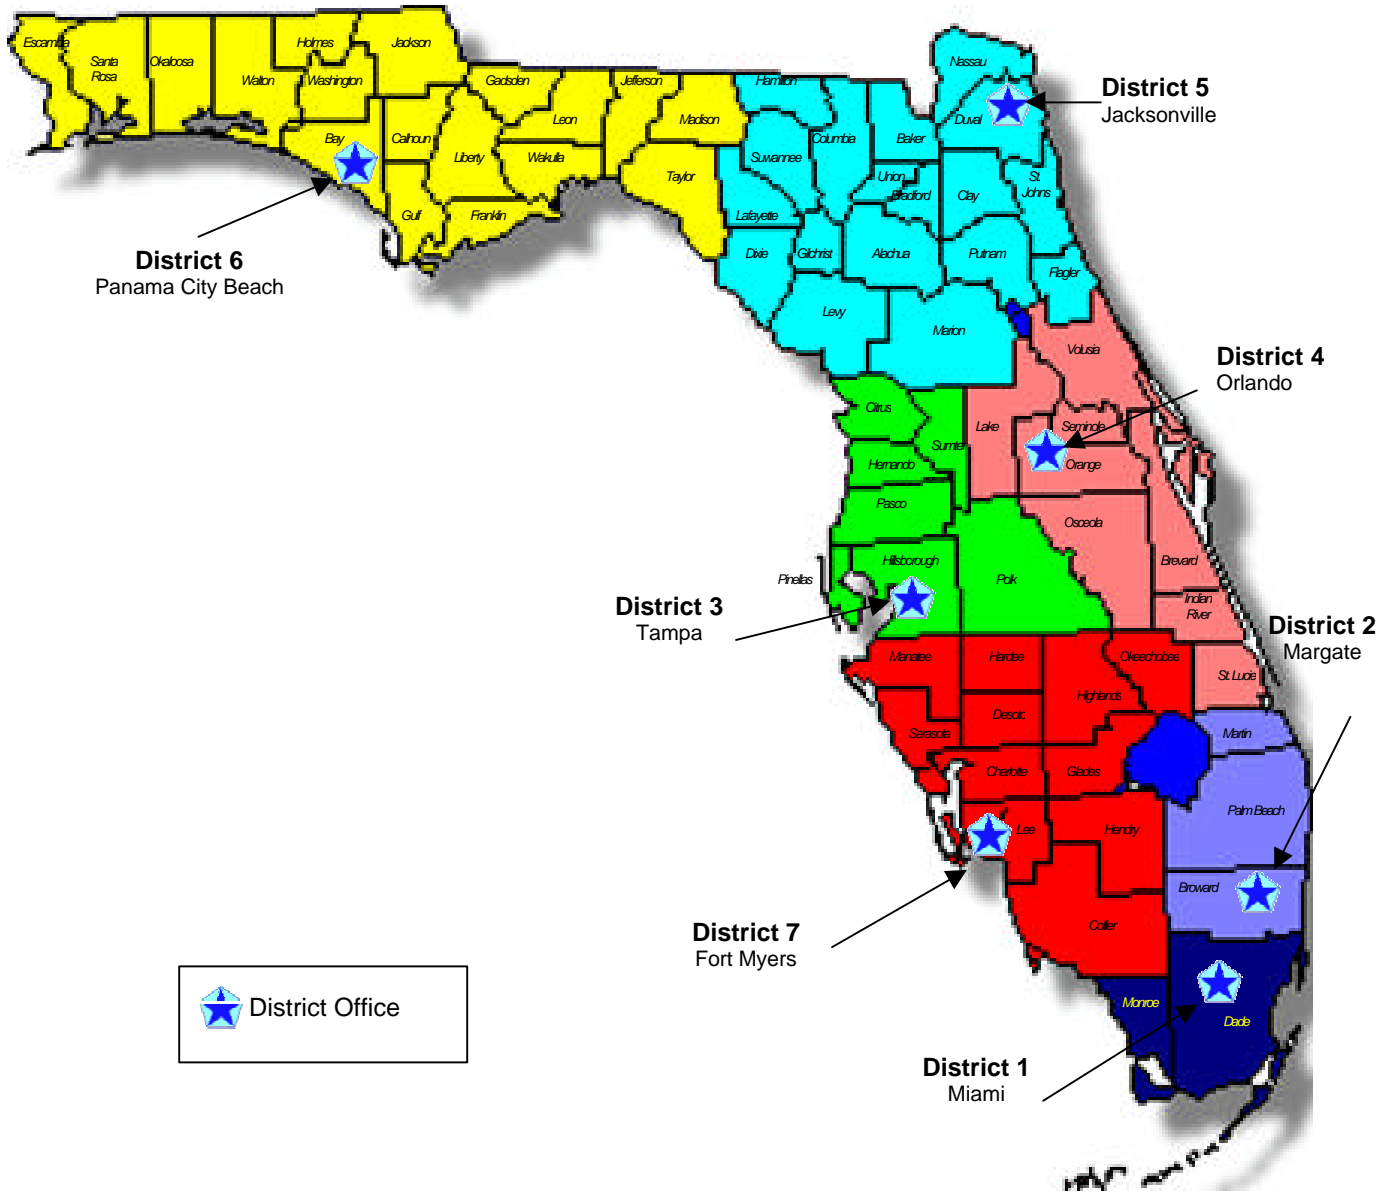 Escambia
Santa
Rosa
Okaloosa
Walton
Holmes
Washington
Jackson
Bay
Calhoun
Gulf
Gadsden
Liberty
Franklin
Leon
Wakulla
Jefferson
Madison
Taylor
Hamilton
Suwannee
Lafayette
Dixie
Columbia
Gilchrist
Levy
Baker
Union
Bradford
Alachua
Marion
Nassau
Duval
Clay
St.
Johns
Putnam
Flagler
District 5
Jacksonville
District 6
Panama City Beach
Volusia
Lake
Seminole
Orange
Osceola
Brevard
Indian
River
St. Lucie
District 4
Orlando
Citrus
Sumter
Hernando
Pasco
Pinellas
Hillsborough
Polk
District 3
Tampa
District 2
Margate
Manatee
Hardee
Okeechobee
Highlands
Desoto
Sarasota
Charlotte
Glades
Lee
Hendry
Collier
Martin
Palm Beach
Broward
District 7
Fort Myers
Monroe
Dade
District 1
Miami
District Office